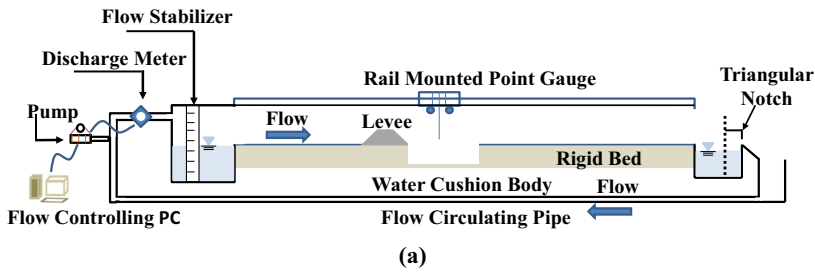 Flow Stabilizer
Discharge Meter
Rail Mounted Point Gauge
Triangular
Notch
Pump
Flow
Levee
Rigid Bed
Water Cushion Body
Flow
Flow Controlling PC
Flow Circulating Pipe
(a)